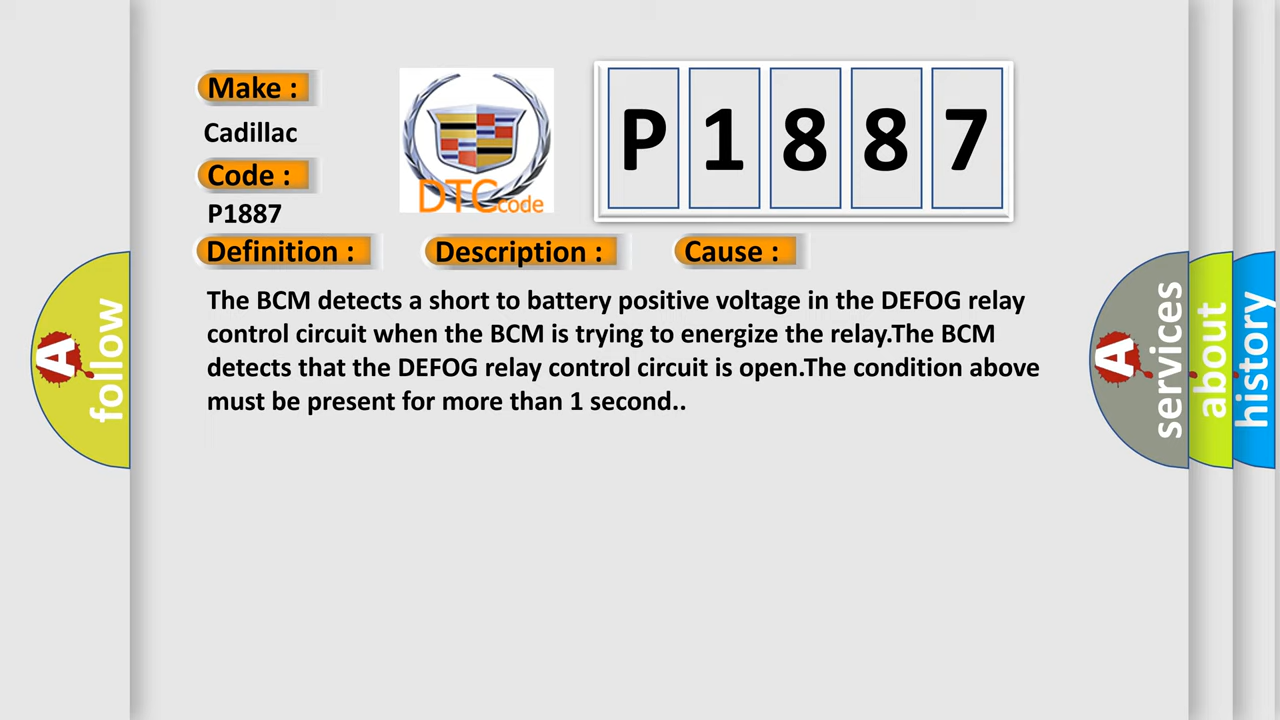 Make :
Cadillac
Code :
P1887
DTC code
P 1 8 8 7
Definition :
Description :
Cause :
The BCM detects a short to battery positive voltage in the DEFOG relay
control circuit when the BCM is trying to energize the relay.The BCM
detects that the DEFOG relay control circuit is open.The condition above
must be present for more than 1 second..
A follow
A services
about
history